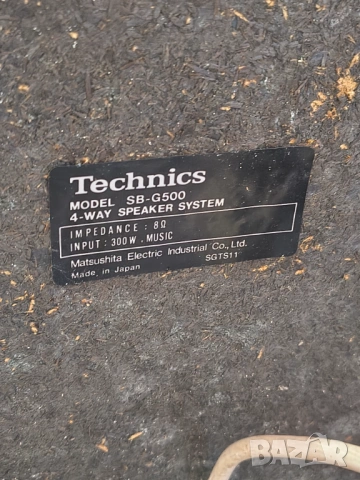 Technics
MODEL SB-G500
4-WAY SPEAKER SYSTEM
IMPEDANCE : 8Ω
INPUT : 300W . MUSIC
Matsushita Electric Industrial Co., Ltd.
Made in Japan SGTS11
BAZAR